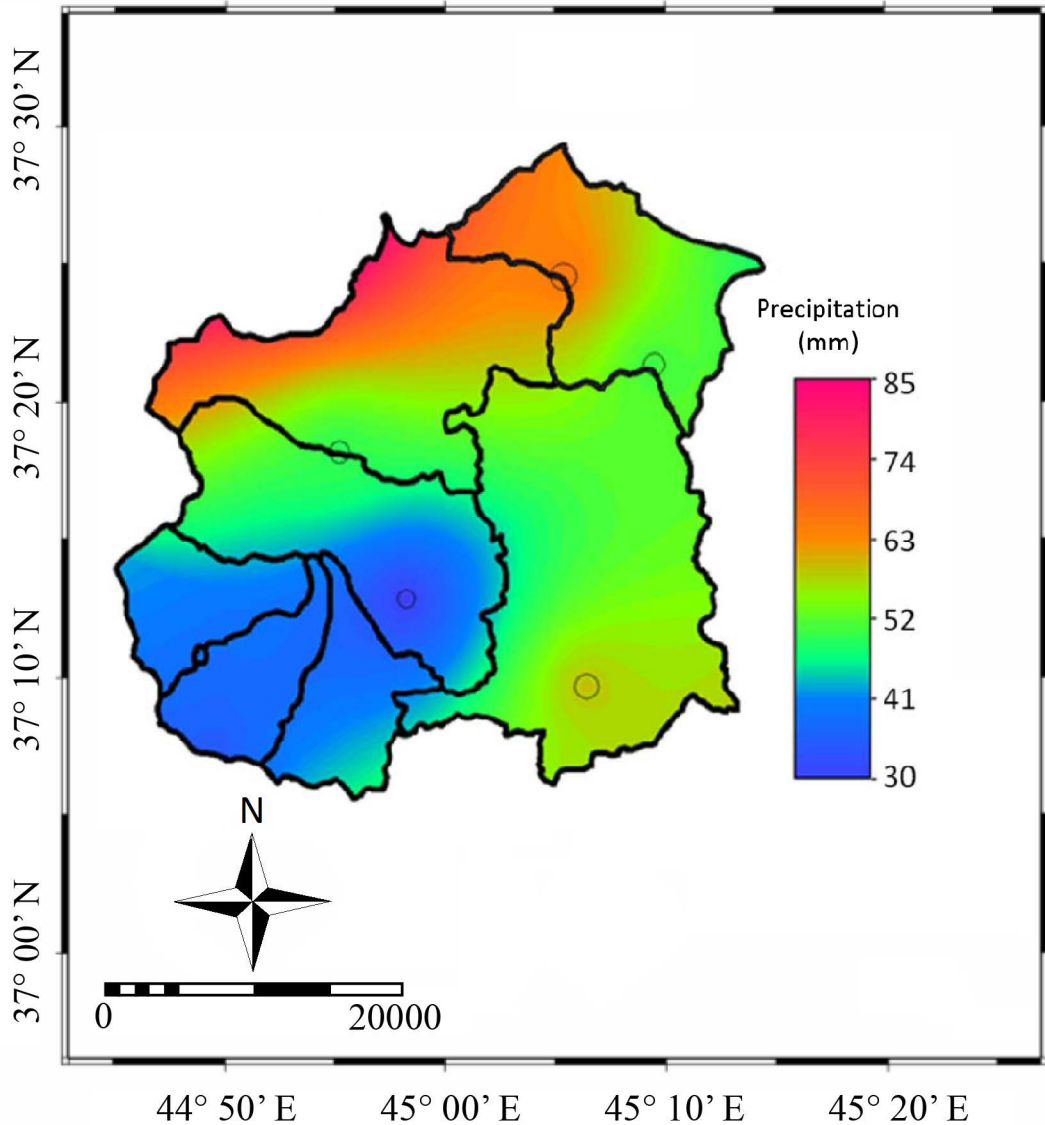 37° 30’ N
37° 20’ N
37° 10’ N
37° 00’ N
Precipitation
(mm)
85
74
63
52
41
30
N
0 20000
44° 50’ E 45° 00’ E 45° 10’ E 45° 20’ E